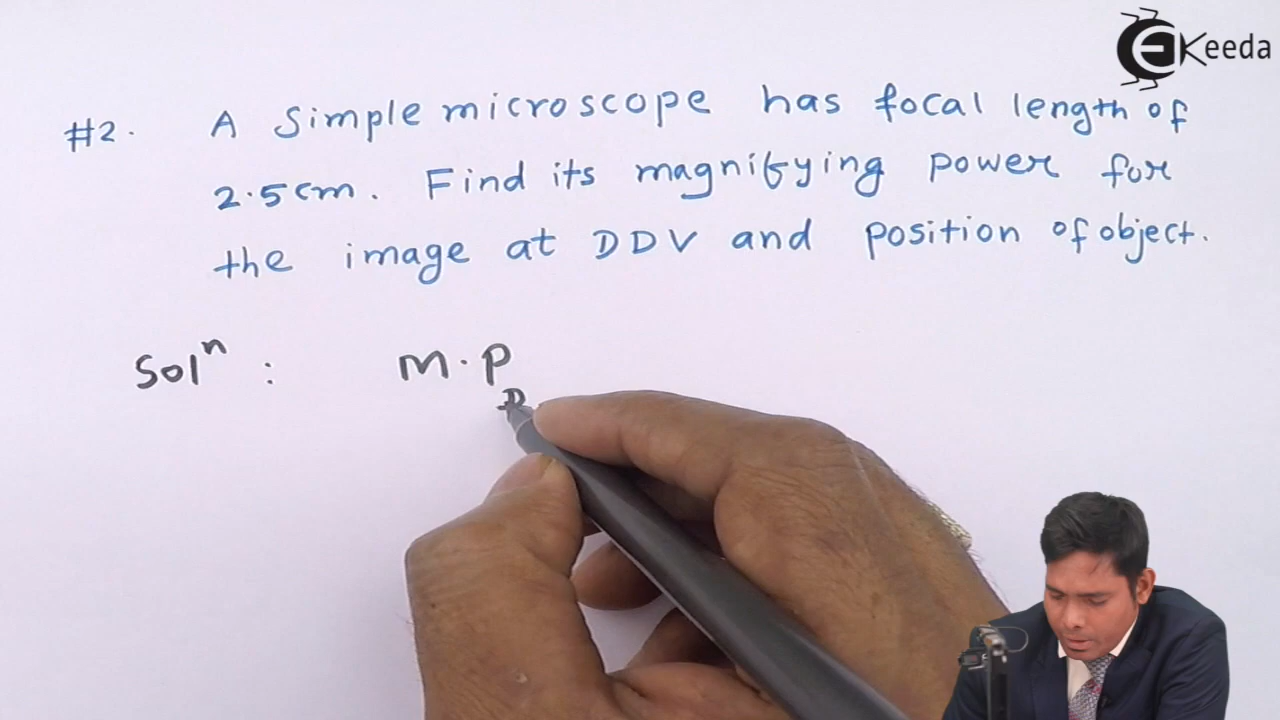 EKeeda
#2. A simple microscope has focal length of
2.5cm. Find its magnifying power for
the image at DDV and position of object.
Solⁿ : M.P
D